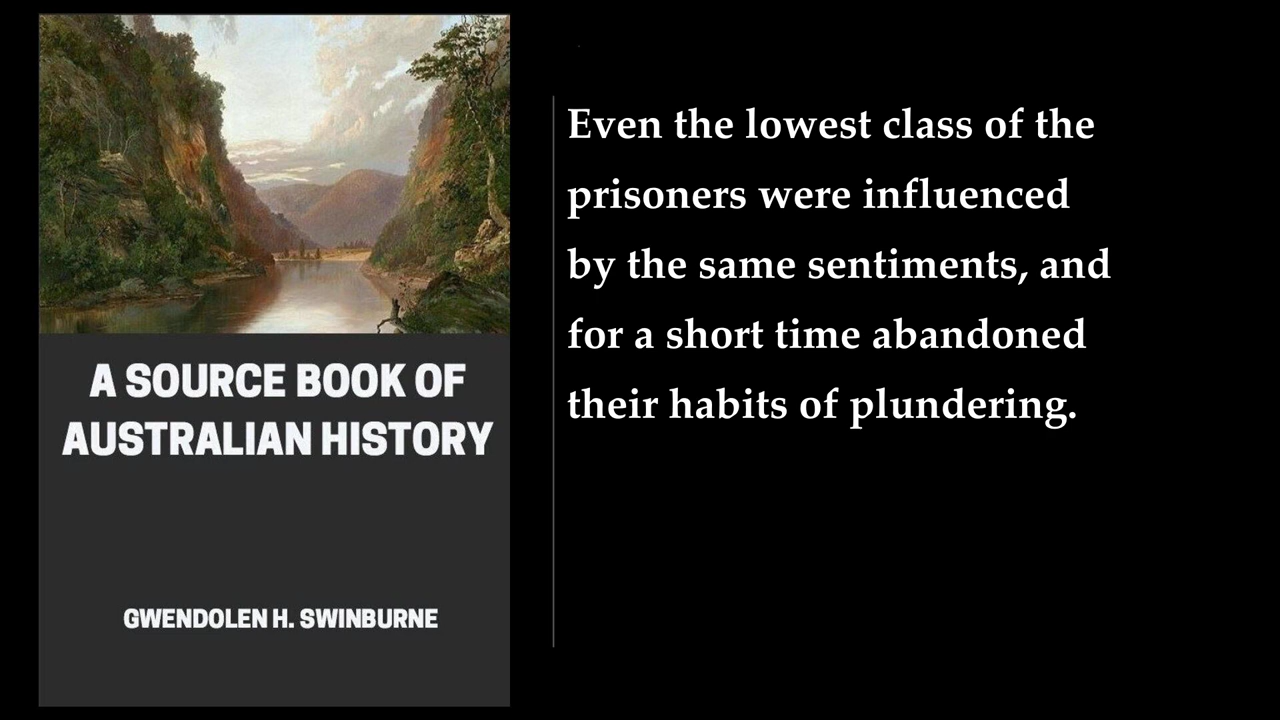 A SOURCE BOOK OF
AUSTRALIAN HISTORY
GWENDOLEN H. SWINBURNE
Even the lowest class of the
prisoners were influenced
by the same sentiments, and
for a short time abandoned
their habits of plundering.